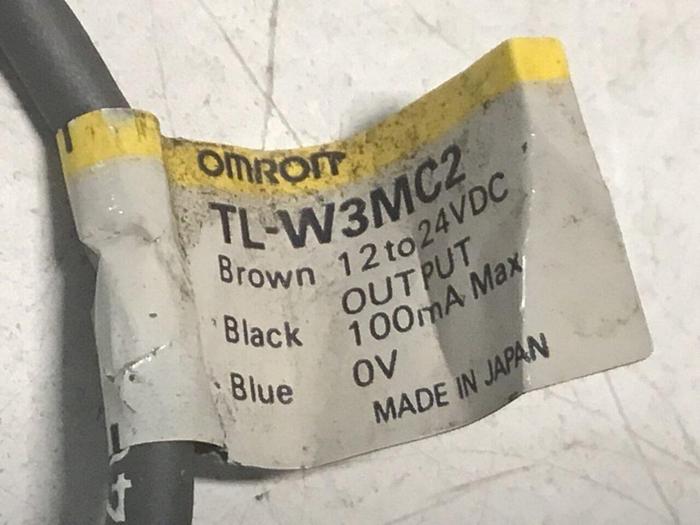 OMRON
TL-W3MC2
Brown 12 to 24VDC
OUTPUT
Black 100mA Max
Blue 0V
MADE IN JAPAN